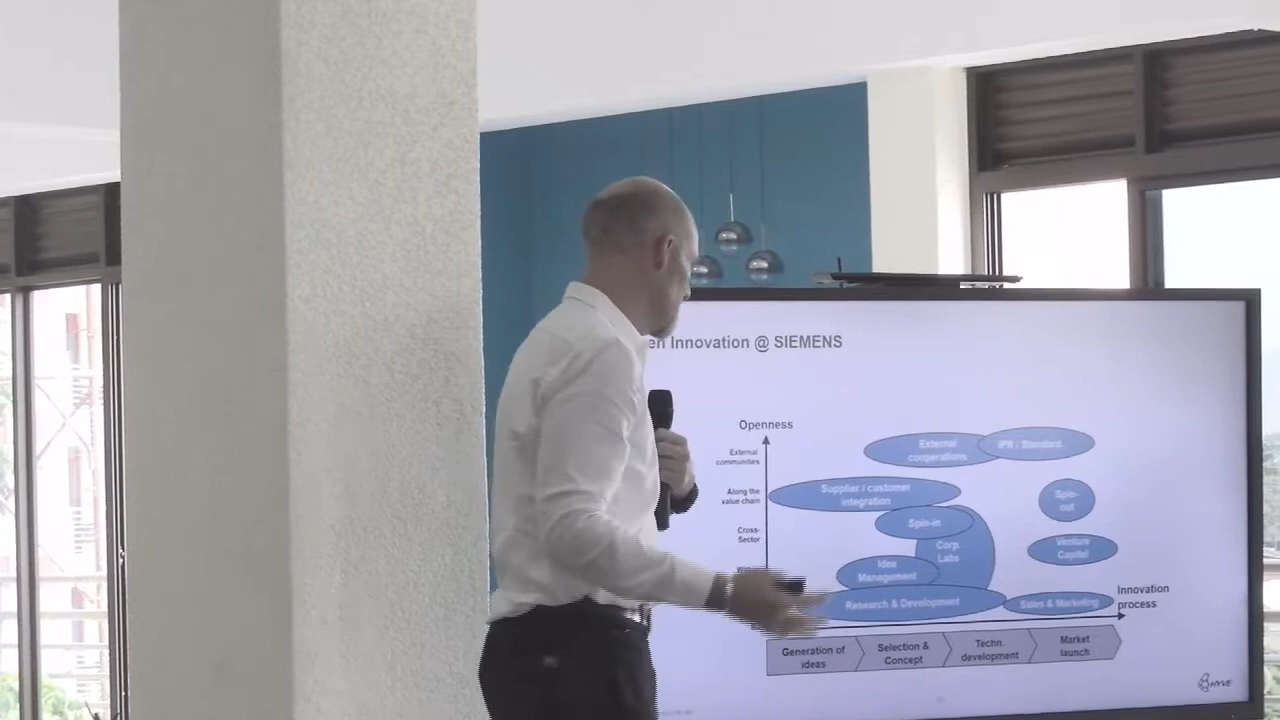 en Innovation @ SIEMENS
Openness
External
communities
Along the
value chain
Cross-
Sector
External
cooperations
IPR / Standard.
Supplier / customer
integration
Spin-
out
Spin-in
Corp.
Labs
Venture
Capitel
Idea
Management
Research & Development
Sales & Marketing
Innovation
process
Generation of
ideas
Selection &
Concept
Techn.
development
Market
launch
HYVE